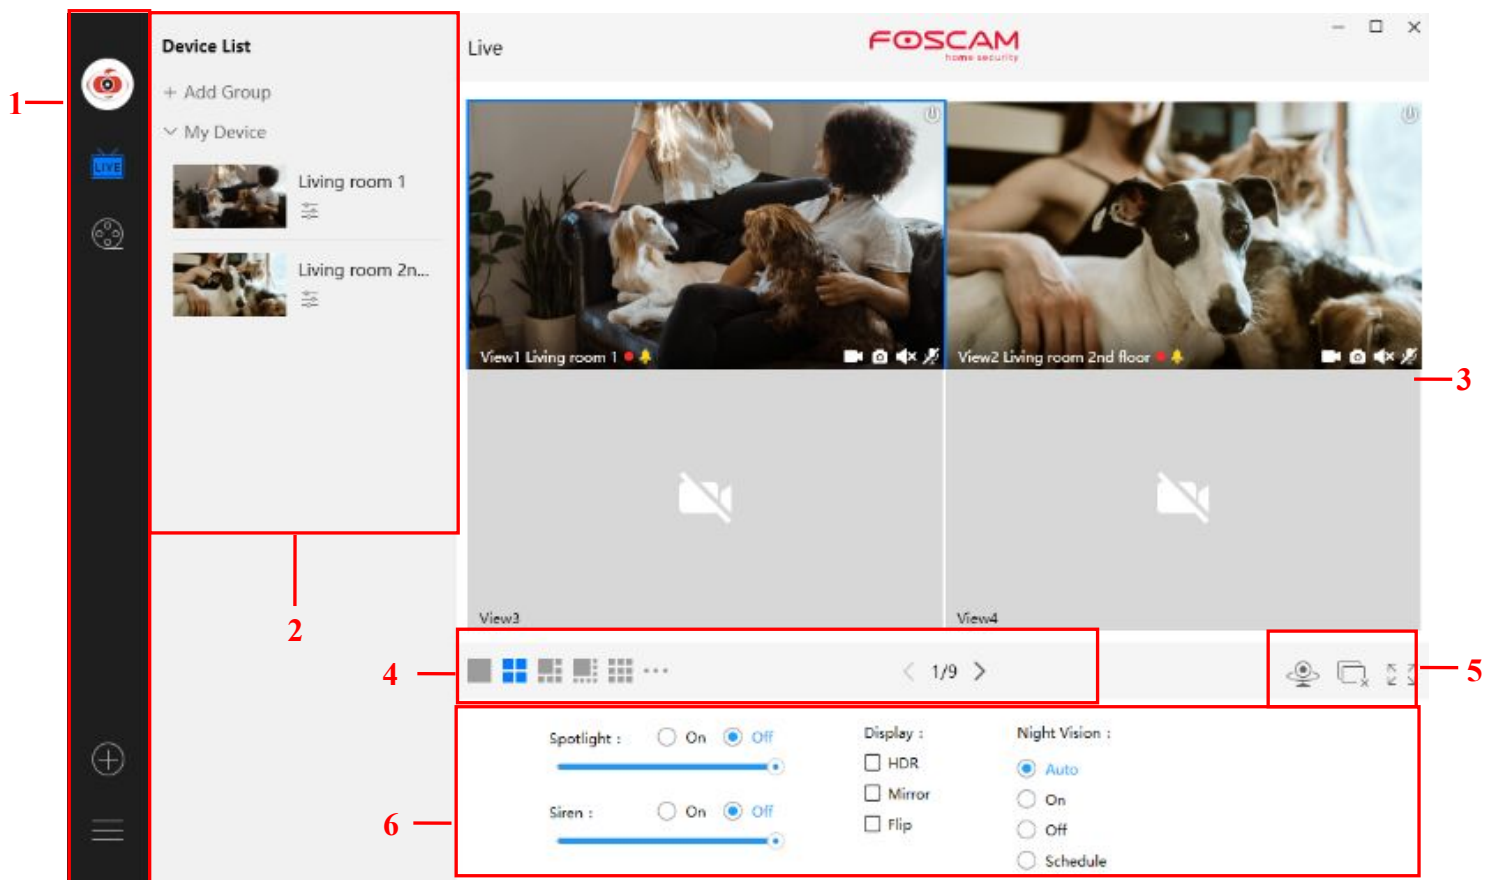 Device List
+ Add Group
My Device
Living room 1
Living room 2n...
LIVE
Live
FOSCAM
home security
View1 Living room 1
View2 Living room 2nd floor
View3
View4
1/9
Spotlight : On Off
Siren : On Off
Display :
HDR
Mirror
Flip
Night Vision :
Auto
On
Off
Schedule
1
2
3
4
5
6